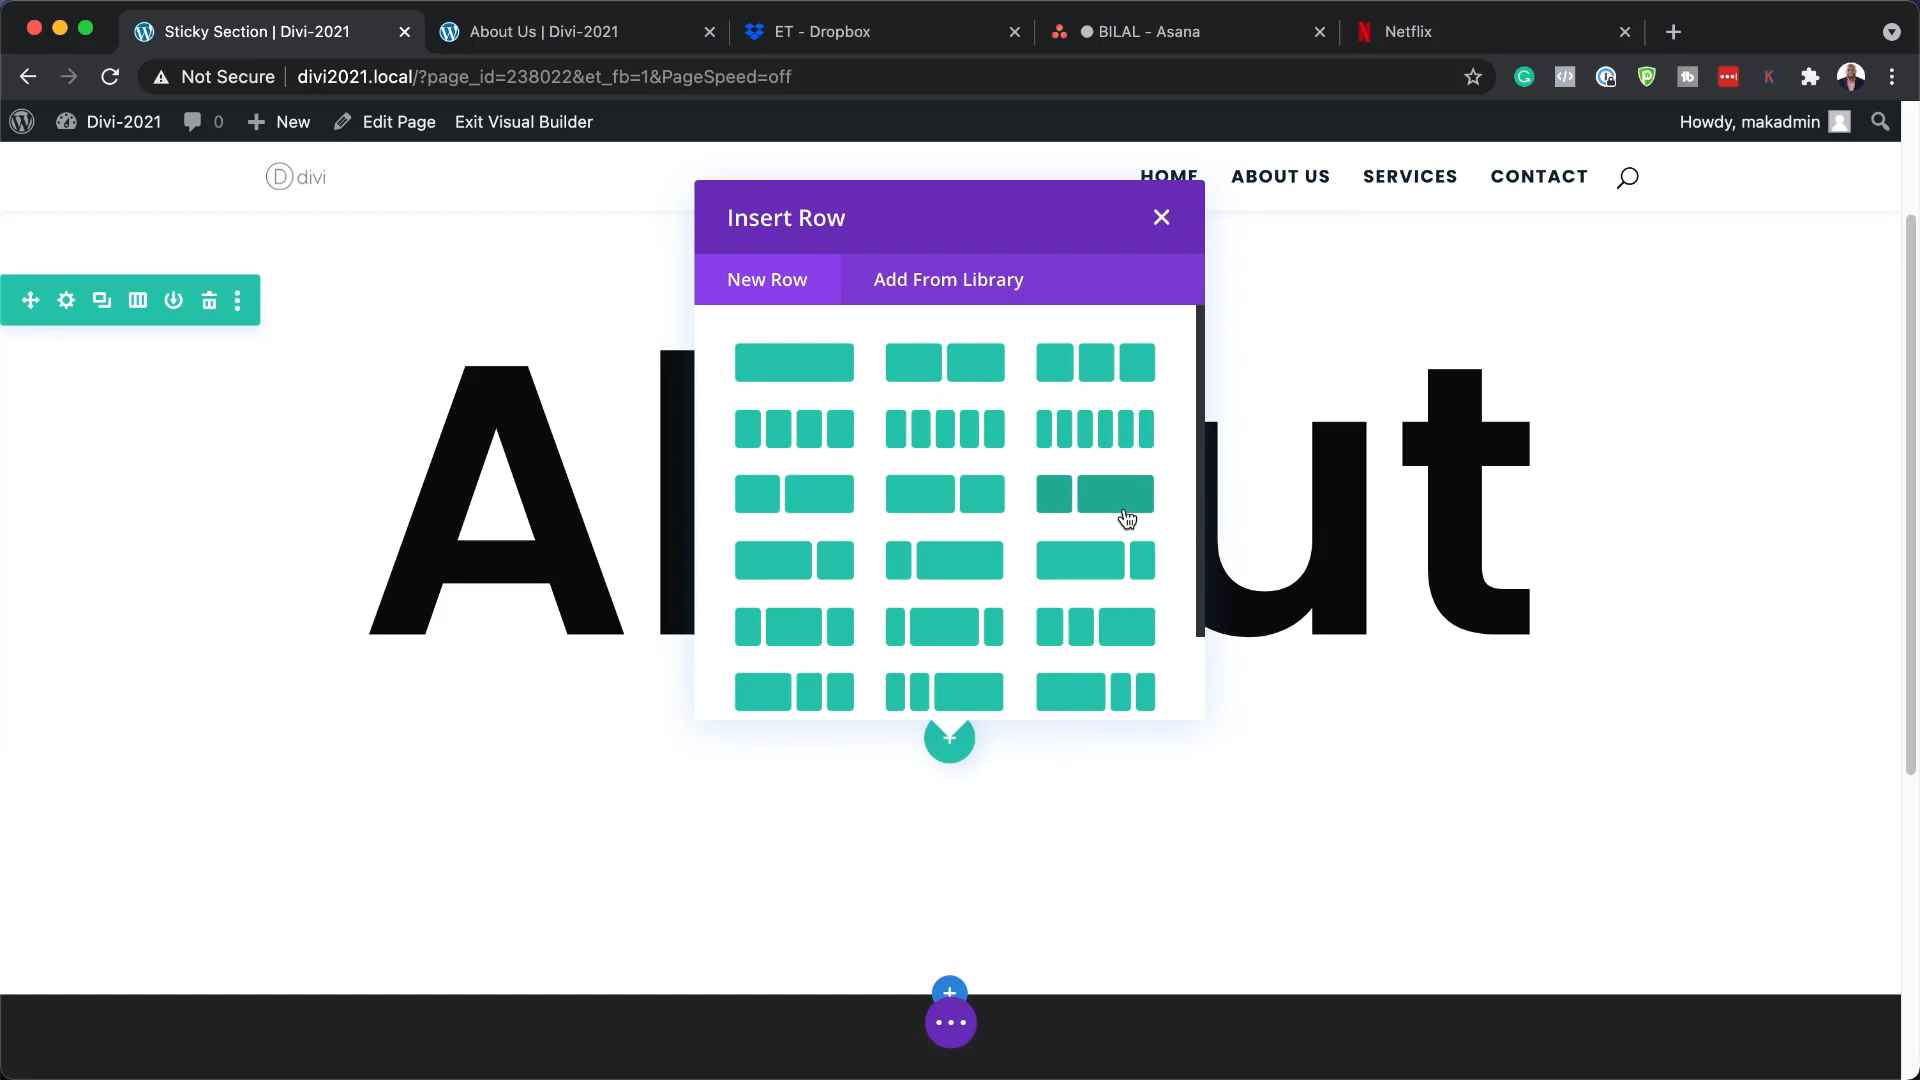 Sticky Section | Divi-2021
About Us | Divi-2021
ET - Dropbox
BILAL - Asana
Netflix
Not Secure
divi2021.local/?page_id=238022&et_fb=1&PageSpeed=off
Divi-2021
0
New
Edit Page
Exit Visual Builder
Howdy, makadmin
divi
HOME
ABOUT US
SERVICES
CONTACT
Insert Row
New Row
Add From Library